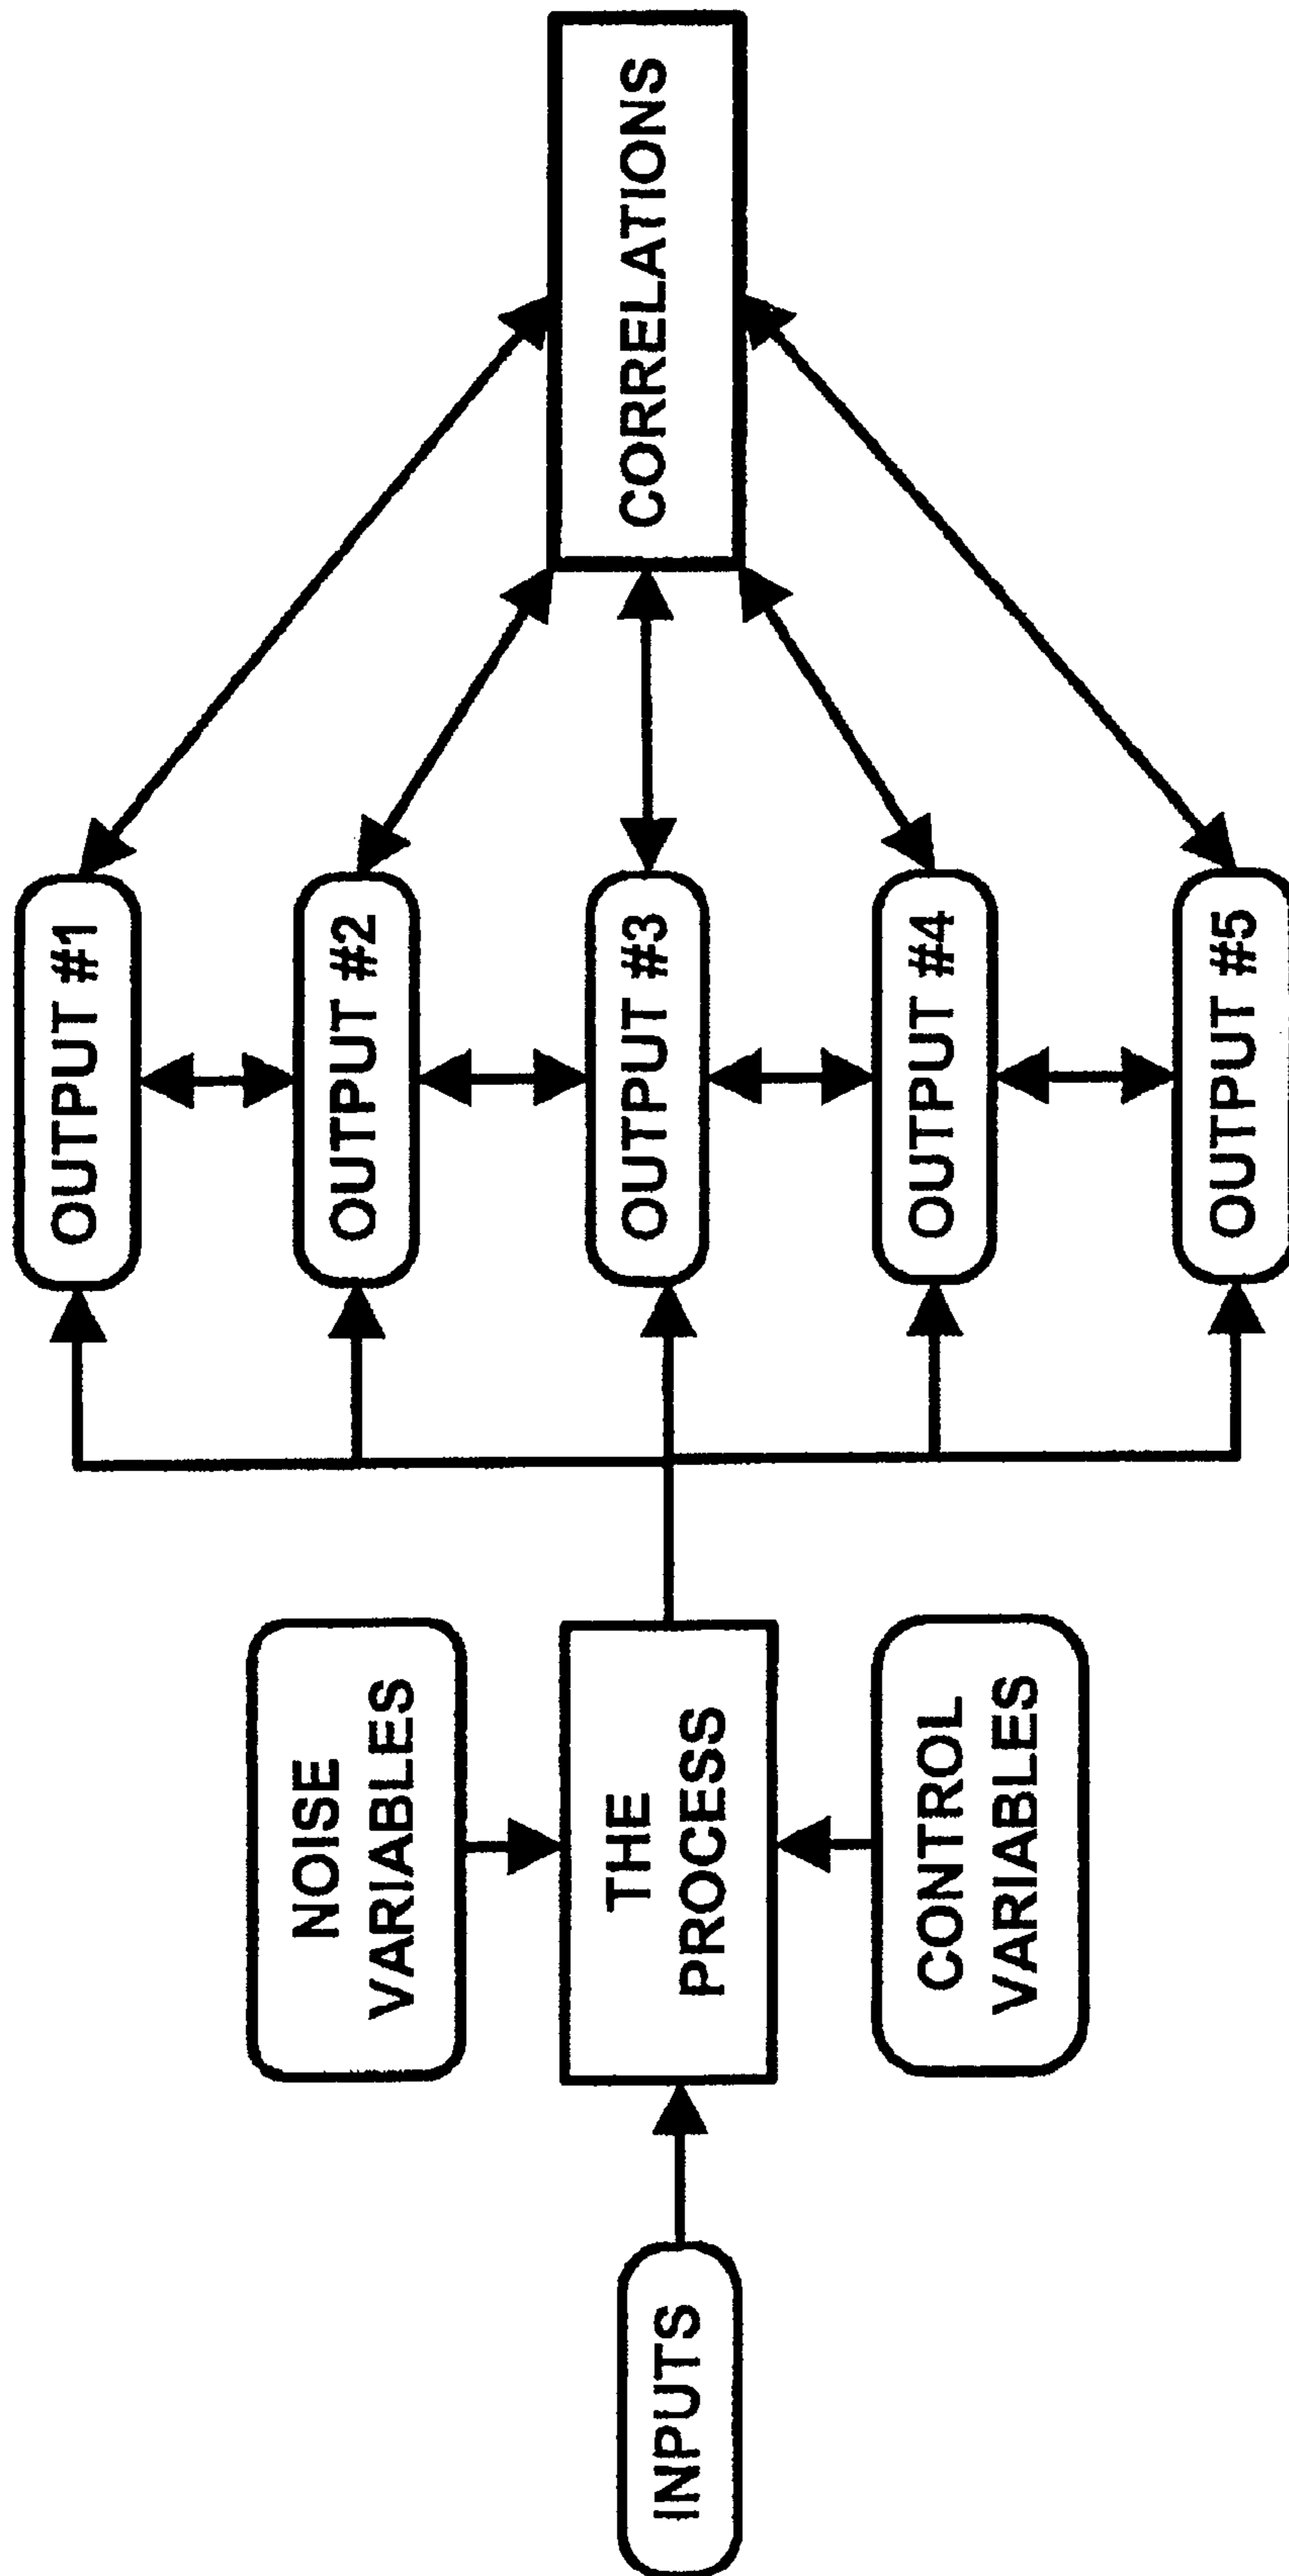 INPUTS
NOISE
VARIABLES
THE
PROCESS
CONTROL
VARIABLES
OUTPUT #1
OUTPUT #2
OUTPUT #3
OUTPUT #4
OUTPUT #5
CORRELATIONS